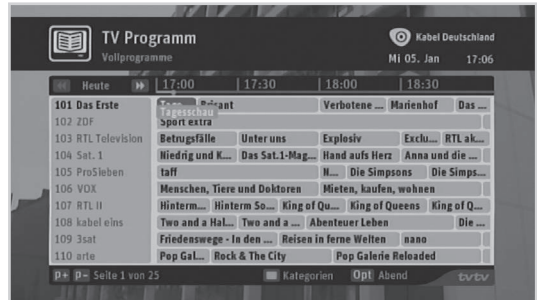 TV Programm
Vollprogramme
Kabel Deutschland
Mi 05. Jan 17:06
Heute 17:00 17:30 18:00 18:30
101 Das Erste Tage... Brisant Verbotene ... Marienhof Das ...
Tagesschau
102 ZDF Sport extra
103 RTL Television Betrugsfälle Unter uns Explosiv Exclu... RTL ak...
104 Sat. 1 Niedrig und K... Das Sat.1-Mag... Hand aufs Herz Anna und die ...
105 ProSieben taff N... Die Simpsons Die Simps...
106 VOX Menschen, Tiere und Doktoren Mieten, kaufen, wohnen
107 RTL II Hinterm... Hinterm So... King of Qu... King of Queens King of Q...
108 kabel eins Two and a Hal... Two and a ... Abenteuer Leben Die ...
109 3sat Friedenswege - In den ... Reisen in ferne Welten nano
110 arte Pop Gal... Rock & The City Pop Galerie Reloaded
p+ p- Seite 1 von 25 Kategorien Opt Abend tvtv